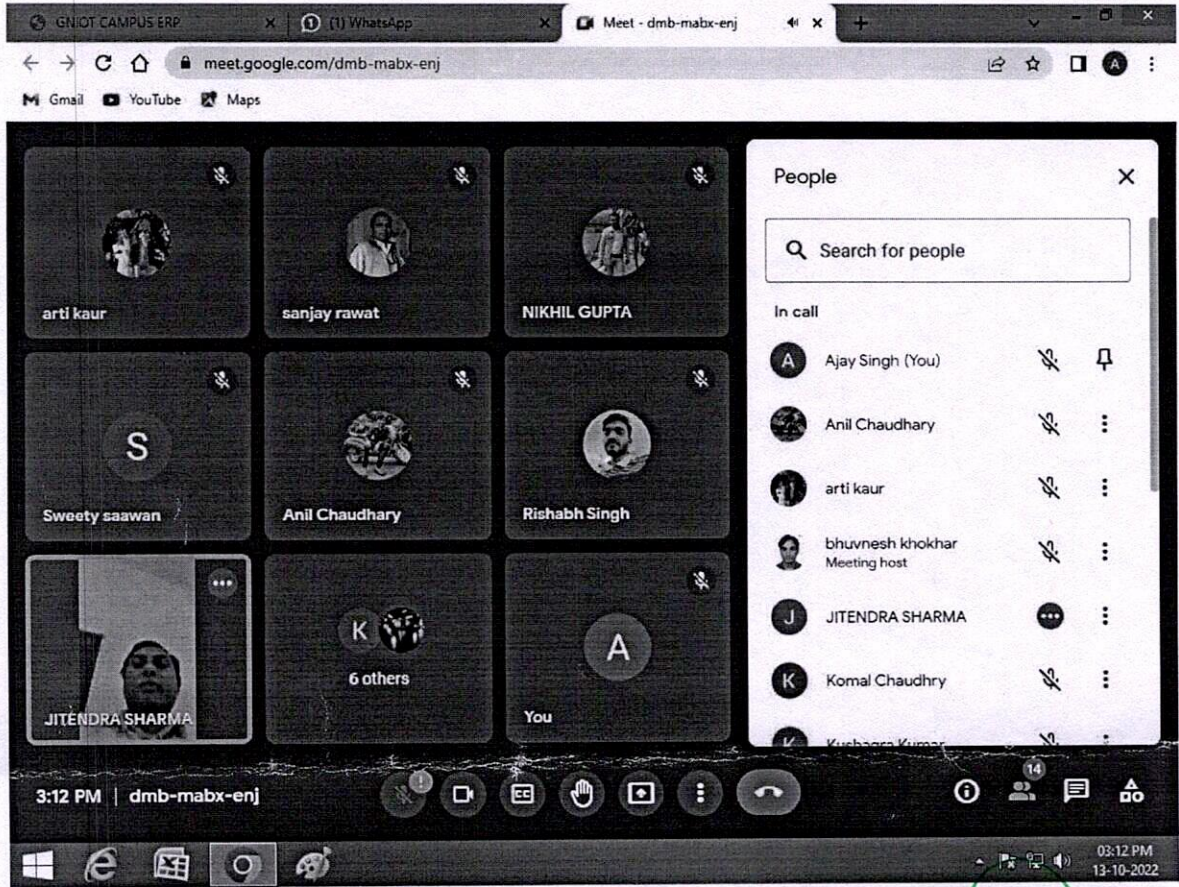 GNIOT CAMPUS ERP
(1) WhatsApp
Meet - dmb-mabx-enj
meet.google.com/dmb-mabx-enj
A
Gmail
YouTube
Maps
arti kaur
sanjay rawat
NIKHIL GUPTA
S
Sweety saawan
Anil Chaudhary
Rishabh Singh
JITENDRA SHARMA
K
6 others
A
You
People
Search for people
In call
A
Ajay Singh (You)
Anil Chaudhary
arti kaur
bhuvnesh khokhar
Meeting host
J
JITENDRA SHARMA
K
Komal Chaudhry
K
Kushagra Kumar
3:12 PM | dmb-mabx-enj
CC
14
03:12 PM
13-10-2022